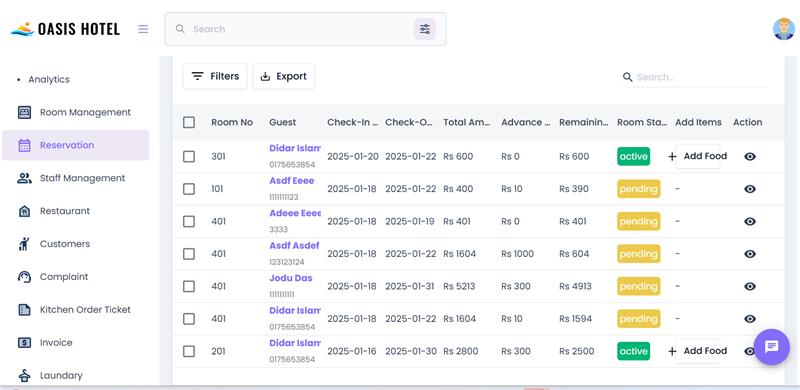 OASIS HOTEL
Search
Analytics
Room Management
Reservation
Staff Management
Restaurant
Customers
Complaint
Kitchen Order Ticket
Invoice
Laundary
Filters Export Search...
Room No Guest Check-In ... Check-O... Total Am... Advance ... Remainin... Room Sta... Add Items Action
301 Didar Islam 2025-01-20 2025-01-22 Rs 600 Rs 0 Rs 600 active + Add Food
0175653854
101 Asdf Eeee 2025-01-18 2025-01-22 Rs 400 Rs 10 Rs 390 pending -
1111111123
401 Adeee Eeee 2025-01-18 2025-01-19 Rs 401 Rs 0 Rs 401 pending -
3333
401 Asdf Asdef 2025-01-18 2025-01-22 Rs 1604 Rs 1000 Rs 604 pending -
123123124
401 Jodu Das 2025-01-18 2025-01-31 Rs 5213 Rs 300 Rs 4913 pending -
1111111111
401 Didar Islam 2025-01-18 2025-01-22 Rs 1604 Rs 10 Rs 1594 pending -
0175653854
201 Didar Islam 2025-01-16 2025-01-30 Rs 2800 Rs 300 Rs 2500 active + Add Food
0175653854